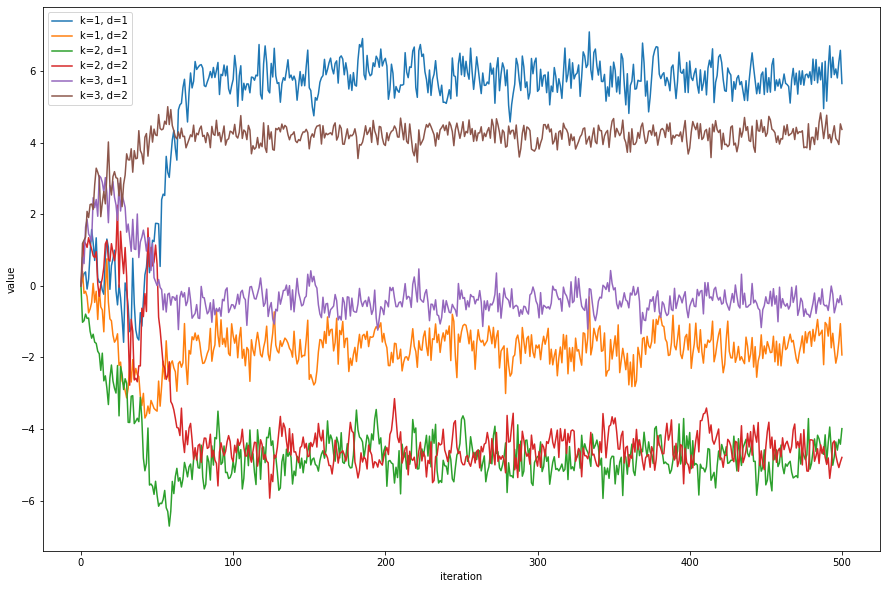 k=1, d=1
k=1, d=2
k=2, d=1
k=2, d=2
k=3, d=1
k=3, d=2
6
4
2
0
−2
−4
−6
value
0 100 200 300 400 500
iteration